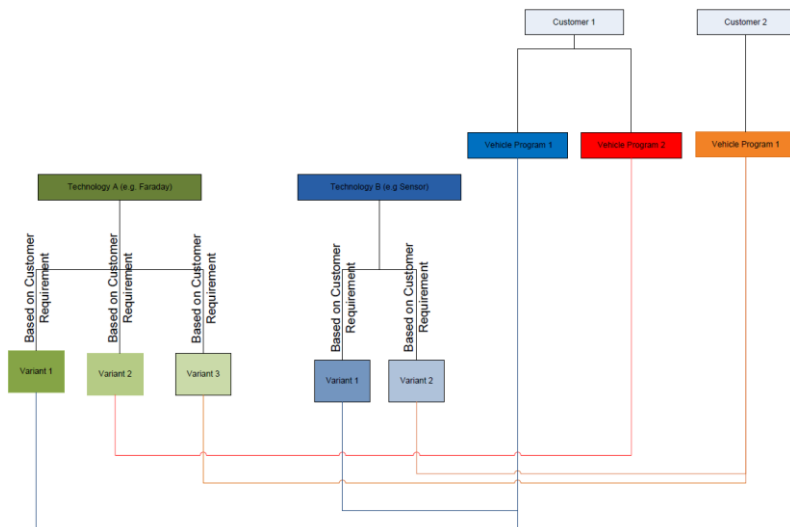 Customer 1
Customer 2
Vehicle Program 1
Vehicle Program 2
Vehicle Program 1
Technology A (e.g. Faraday)
Technology B (e.g Sensor)
Based on Customer
Requirement
Based on Customer
Requirement
Based on Customer
Requirement
Based on Customer
Requirement
Based on Customer
Requirement
Variant 1
Variant 2
Variant 3
Variant 1
Variant 2